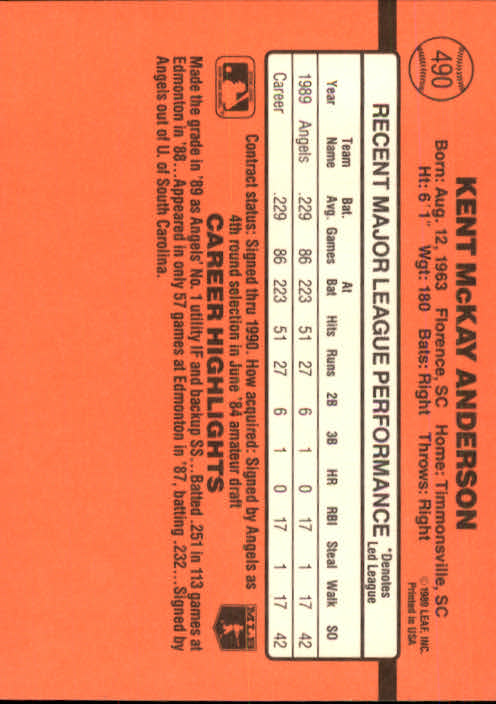 490
KENT McKAY ANDERSON
Born: Aug. 12, 1963 Florence, SC Home: Timmonsville, SC
Ht: 6'1" Wgt: 180 Bats: Right Throws: Right
© 1989 LEAF, INC.
Printed in USA
RECENT MAJOR LEAGUE PERFORMANCE *Denotes Led League
Year Team Name Bat. Avg. Games At Bat Hits Runs 2B 3B HR RBI Steal Walk SO
1989 Angels .229 86 223 51 27 6 1 0 17 1 17 42
Career .229 86 223 51 27 6 1 0 17 1 17 42
Contract status: Signed thru 1990. How acquired: Signed by Angels as
4th round selection in June '84 amateur draft
CAREER HIGHLIGHTS
MLB
Made the grade in '89 as Angels' No. 1 utility IF and backup SS...Batted .251 in 113 games at
Edmonton in '88...Appeared in only 57 games at Edmonton in '87, batting .232...Signed by
Angels out of U. of South Carolina.